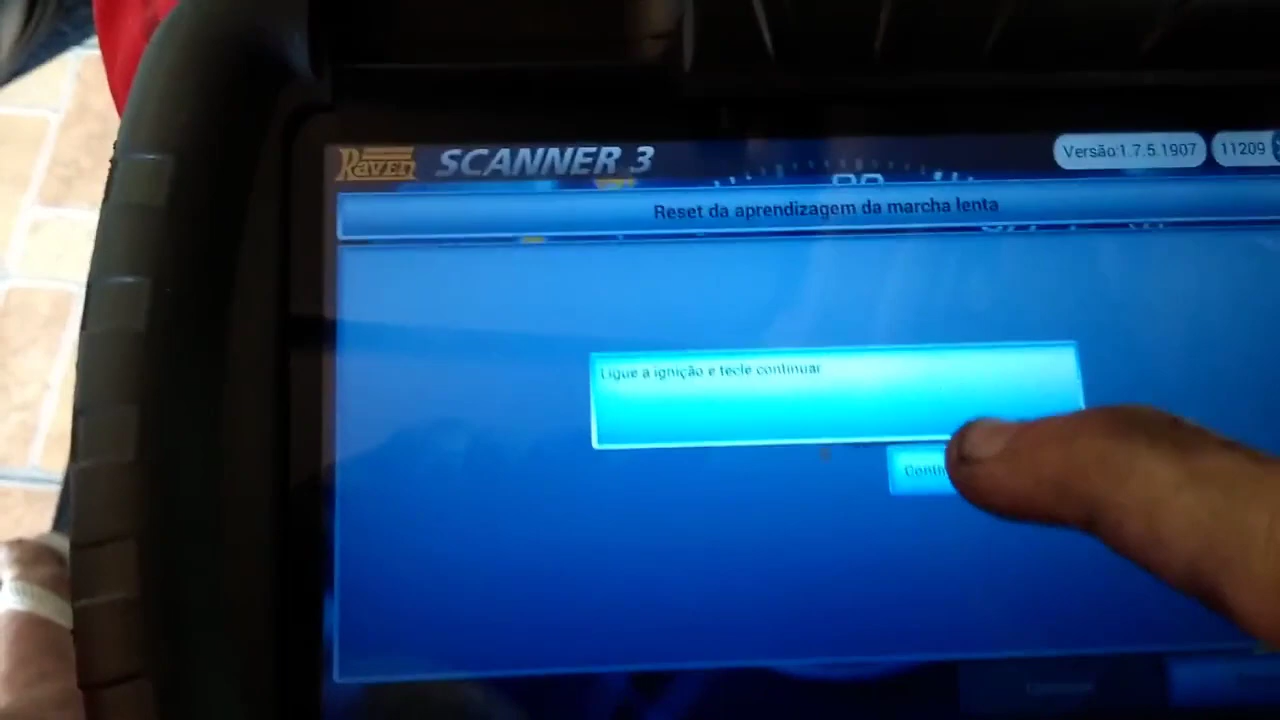 Raven SCANNER 3
Versão:1.7.5.1907
11209
Reset da aprendizagem da marcha lenta
Ligue a ignição e tecle continuar